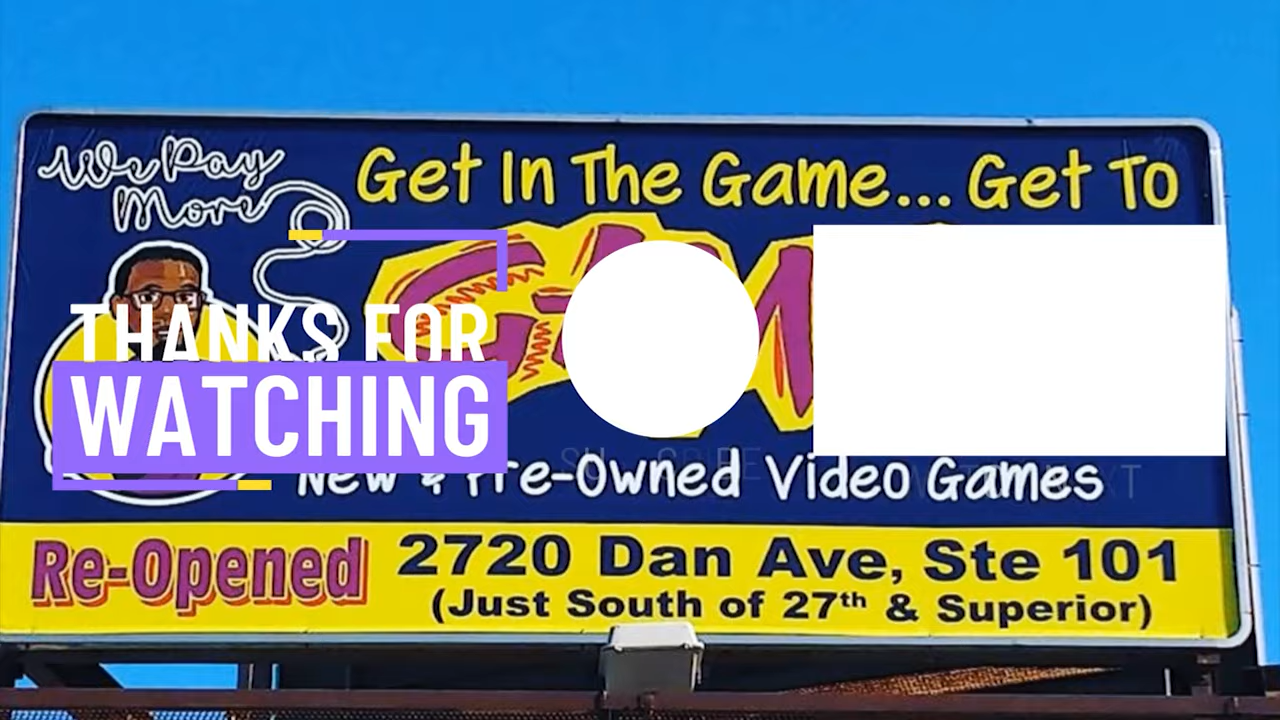 We Pay
More
Get In The Game... Get To
THANKS FOR
WATCHING
New & Pre-Owned Video Games
Re-Opened
2720 Dan Ave, Ste 101
(Just South of 27th & Superior)